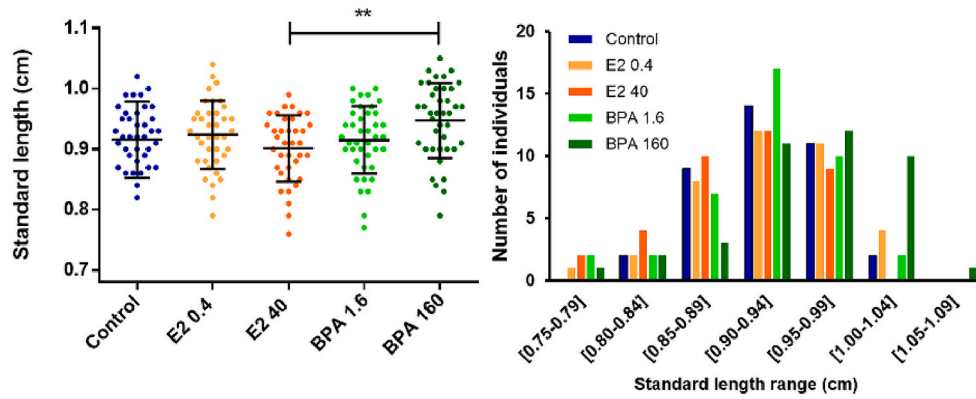 **
Standard length (cm)
1.1
1.0
0.9
0.8
0.7
Control
E2 0.4
E2 40
BPA 1.6
BPA 160
Number of individuals
20
15
10
5
0
Control
E2 0.4
E2 40
BPA 1.6
BPA 160
[0.75-0.79]
[0.80-0.84]
[0.85-0.89]
[0.90-0.94]
[0.95-0.99]
[1.00-1.04]
[1.05-1.09]
Standard length range (cm)